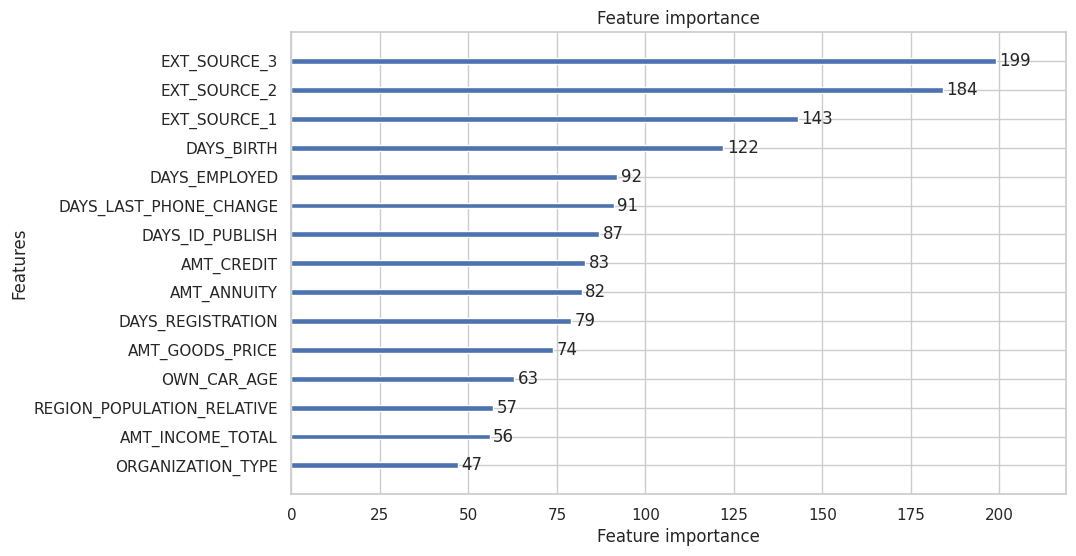 Feature importance
EXT_SOURCE_3 199
EXT_SOURCE_2 184
EXT_SOURCE_1 143
DAYS_BIRTH 122
DAYS_EMPLOYED 92
DAYS_LAST_PHONE_CHANGE 91
DAYS_ID_PUBLISH 87
AMT_CREDIT 83
AMT_ANNUITY 82
DAYS_REGISTRATION 79
AMT_GOODS_PRICE 74
OWN_CAR_AGE 63
REGION_POPULATION_RELATIVE 57
AMT_INCOME_TOTAL 56
ORGANIZATION_TYPE 47
Features
0 25 50 75 100 125 150 175 200
Feature importance